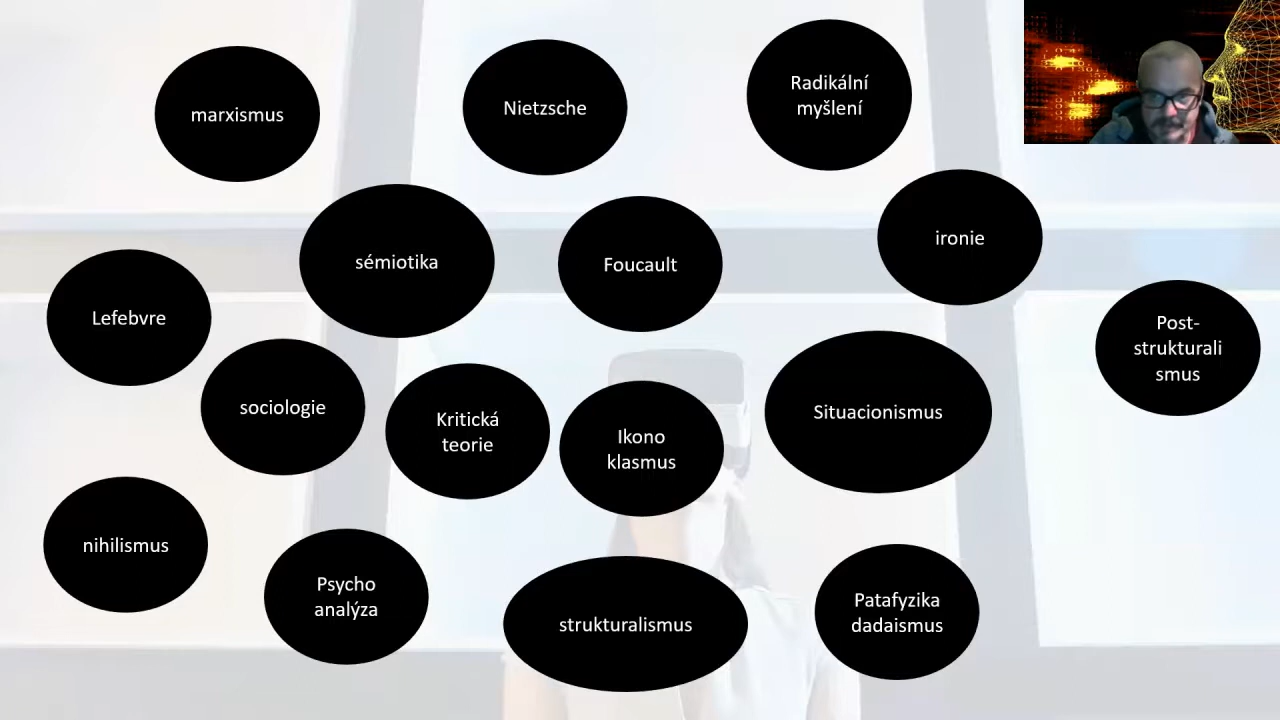 marxismus
Nietzsche
Radikální
myšlení
sémiotika
Foucault
ironie
Lefebvre
Post-
strukturali
smus
sociologie
Kritická
teorie
Ikono
klasmus
Situacionismus
nihilismus
Psycho
analýza
strukturalismus
Patafyzika
dadaismus